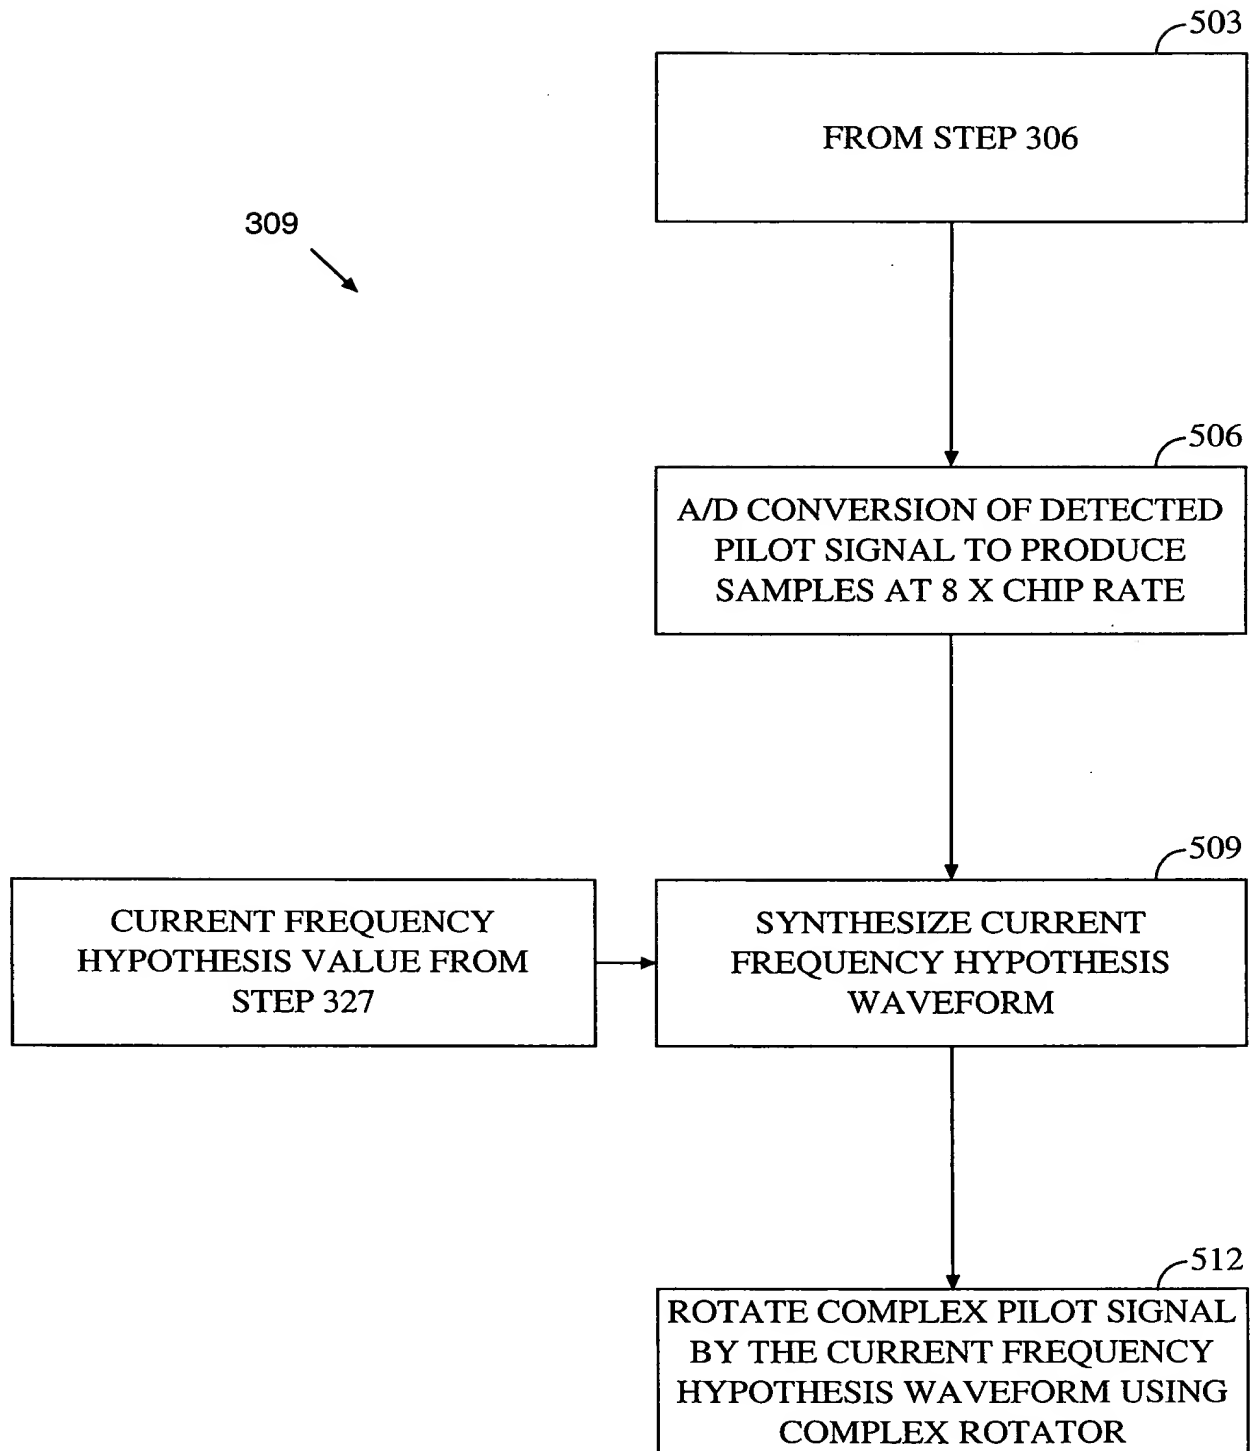 503
FROM STEP 306
309
506
A/D CONVERSION OF DETECTED
PILOT SIGNAL TO PRODUCE
SAMPLES AT 8 X CHIP RATE
509
CURRENT FREQUENCY
HYPOTHESIS VALUE FROM
STEP 327
SYNTHESIZE CURRENT
FREQUENCY HYPOTHESIS
WAVEFORM
512
ROTATE COMPLEX PILOT SIGNAL
BY THE CURRENT FREQUENCY
HYPOTHESIS WAVEFORM USING
COMPLEX ROTATOR